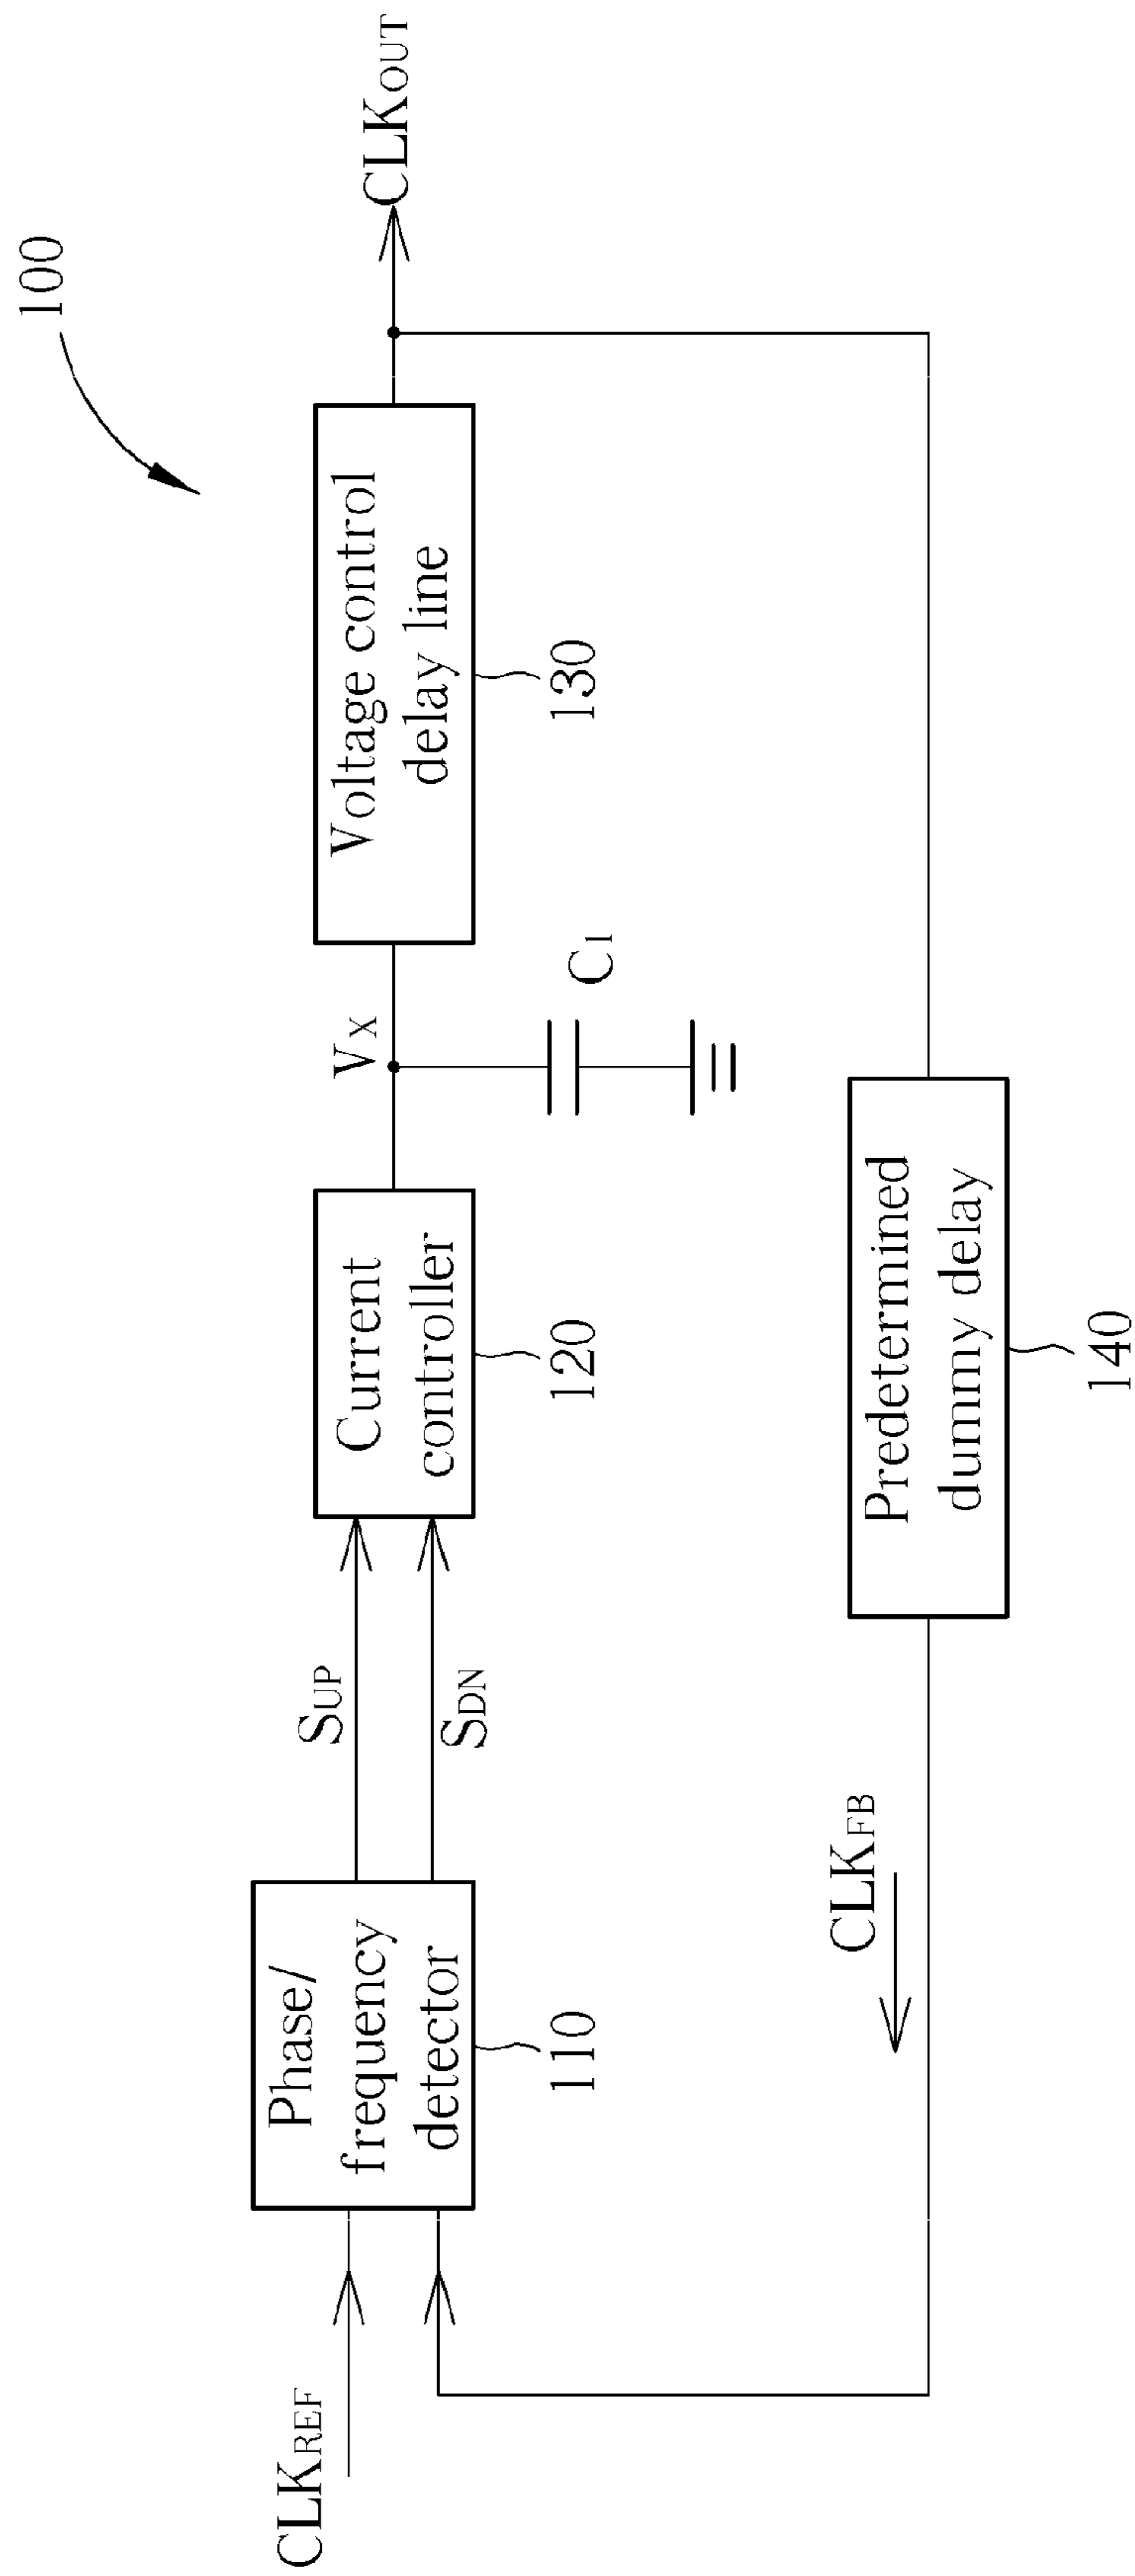 100
CLKREF
Phase/
frequency
detector
110
SUP
SDN
Current
controller
120
VX
C1
Voltage control
delay line
130
CLKOUT
CLKFB
Predetermined
dummy delay
140